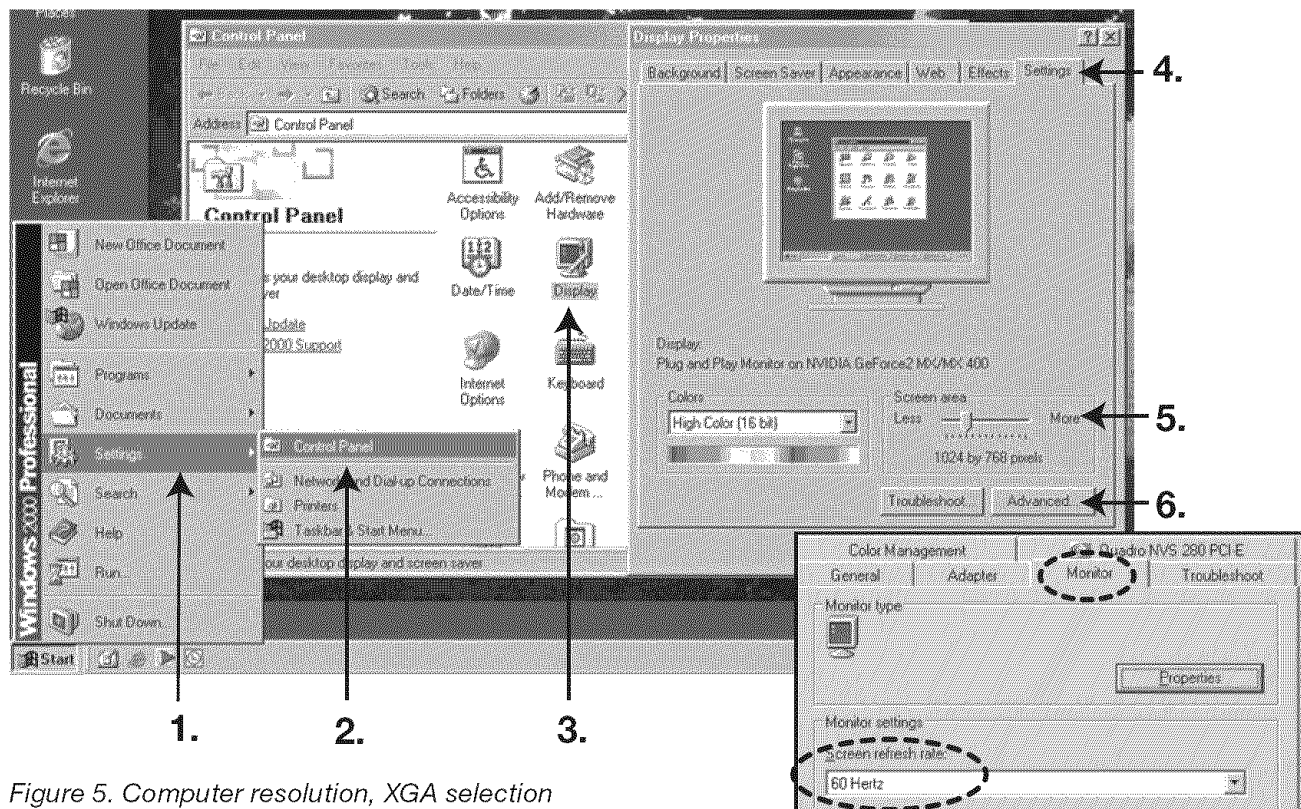 Places
Recycle Bin
Internet
Explorer
Control Panel
File Edit View Favorites Tools Help
Search Folders
Address Control Panel
Control Panel
s your desktop display and
ver
Update
2000 Support
Accessibility
Options
Add/Remove
Hardware
Date/Time
Display
Internet
Options
Keyboard
Phone and
Modem ...
our desktop display and screen saver
Windows 2000 Professional
New Office Document
Open Office Document
Windows Update
Programs
Documents
Settings
Search
Help
Run...
Shut Down...
Start
Control Panel
Network and Dial-up Connections
Printers
Taskbar & Start Menu...
Display Properties
Background Screen Saver Appearance Web Effects Settings
4.
Display:
Plug and Play Monitor on NVIDIA GeForce2 MX/MX 400
Colors
High Color (16 bit)
Screen area
Less More
5.
1024 by 768 pixels
Troubleshoot... Advanced...
6.
Color Management Quadro NVS 280 PCI-E
General Adapter Monitor Troubleshoot
Monitor type
Properties
Monitor settings
Screen refresh rate:
60 Hertz
1.
2.
3.
Figure 5. Computer resolution, XGA selection